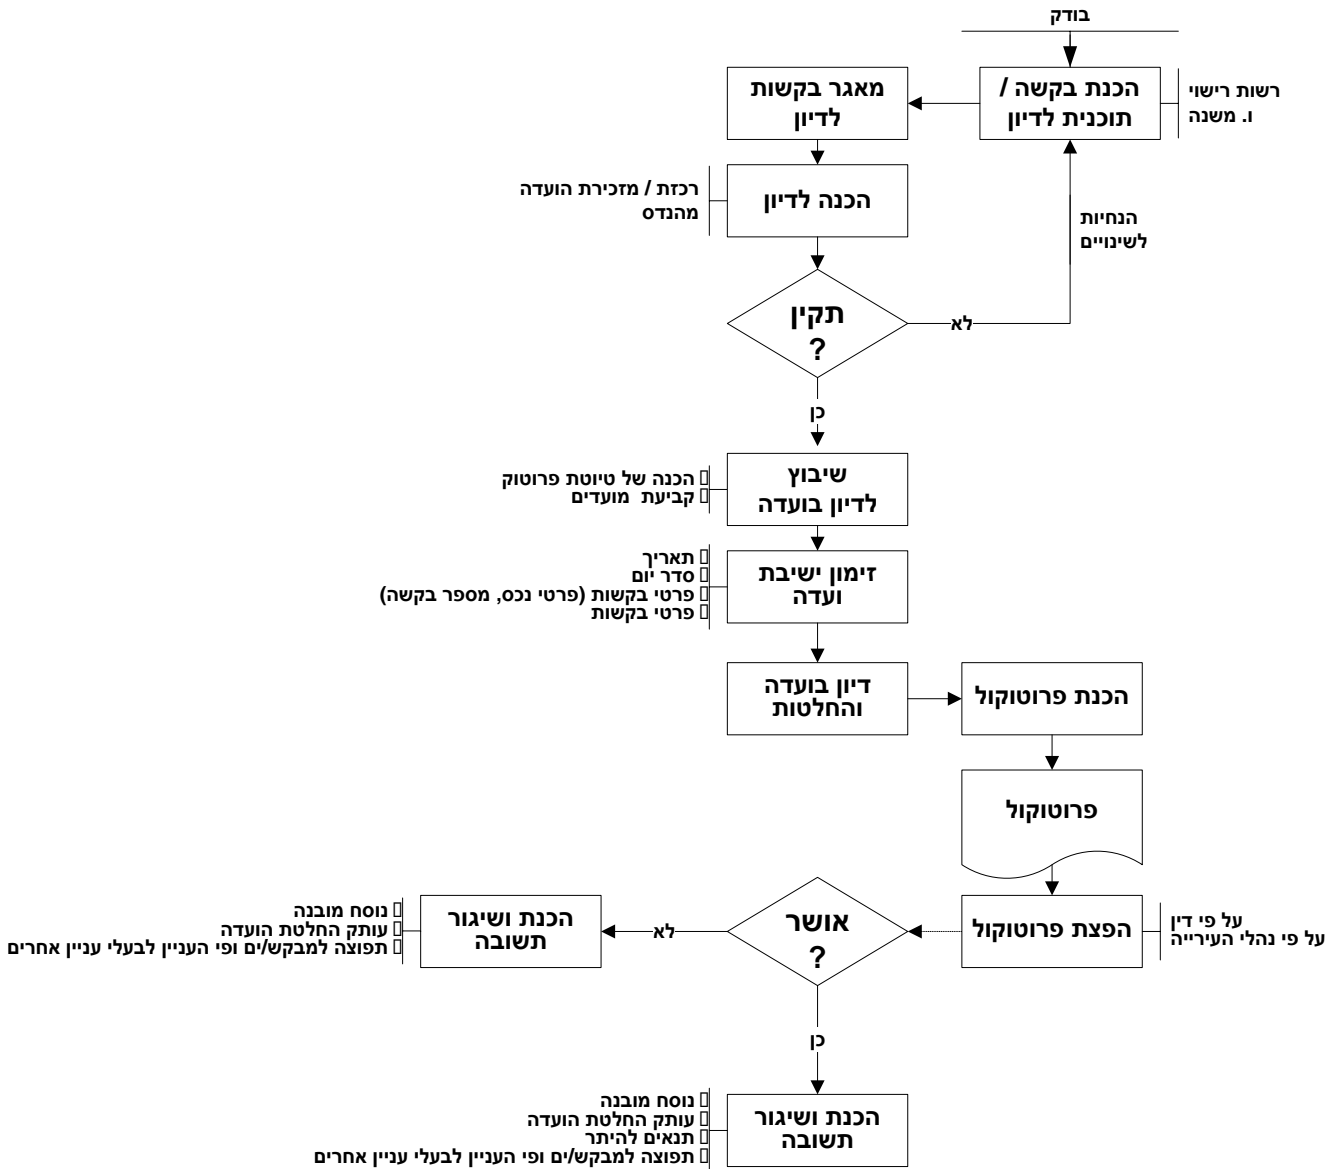 בודק
הכנת בקשה /
תוכנית לדיון
רשות רישוי
ו. משנה
מאגר בקשות
לדיון
הכנה לדיון
רכזת / מזכירת הועדה
מהנדס
הנחיות
לשינויים
תקין
?
לא
כן
שיבוץ
לדיון בועדה
הכנה של טיוטת פרוטוק
קביעת מועדים
זימון ישיבת
ועדה
תאריך
סדר יום
פרטי בקשות (פרטי נכס, מספר בקשה)
פרטי בקשות
דיון בועדה
והחלטות
הכנת פרוטוקול
פרוטוקול
הפצת פרוטוקול
על פי דין
על פי נהלי העירייה
אושר
?
לא
הכנת ושיגור
תשובה
נוסח מובנה
עותק החלטת הועדה
תפוצה למבקש/ים ופי העניין לבעלי עניין אחרים
כן
הכנת ושיגור
תשובה
נוסח מובנה
עותק החלטת הועדה
תנאים להיתר
תפוצה למבקש/ים ופי העניין לבעלי עניין אחרים